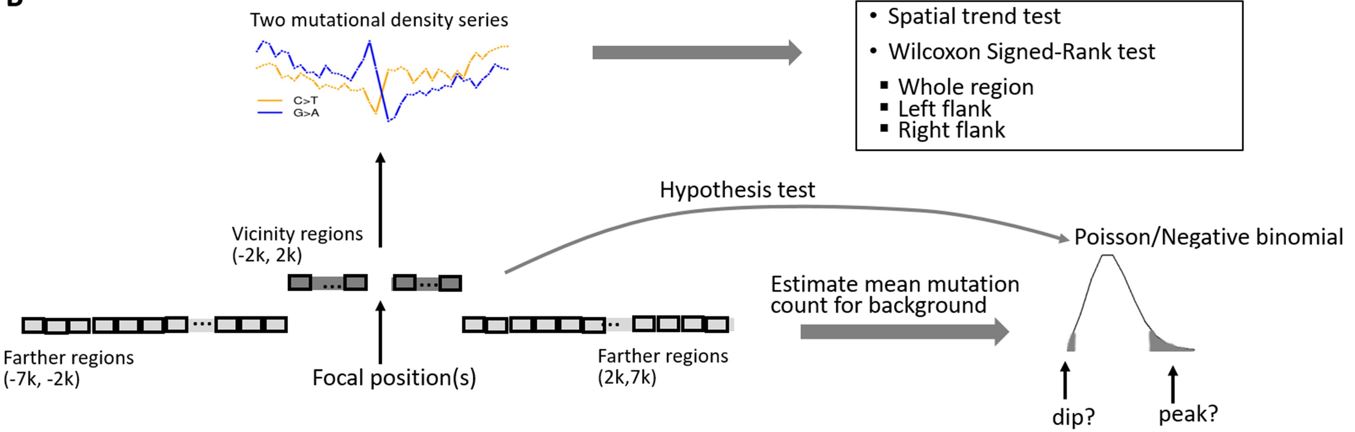 Two mutational density series
C>T
G>A
• Spatial trend test
• Wilcoxon Signed-Rank test
▪ Whole region
▪ Left flank
▪ Right flank
Hypothesis test
Vicinity regions
(-2k, 2k)
Poisson/Negative binomial
Estimate mean mutation
count for background
Farther regions
(-7k, -2k)
Focal position(s)
Farther regions
(2k,7k)
dip?
peak?